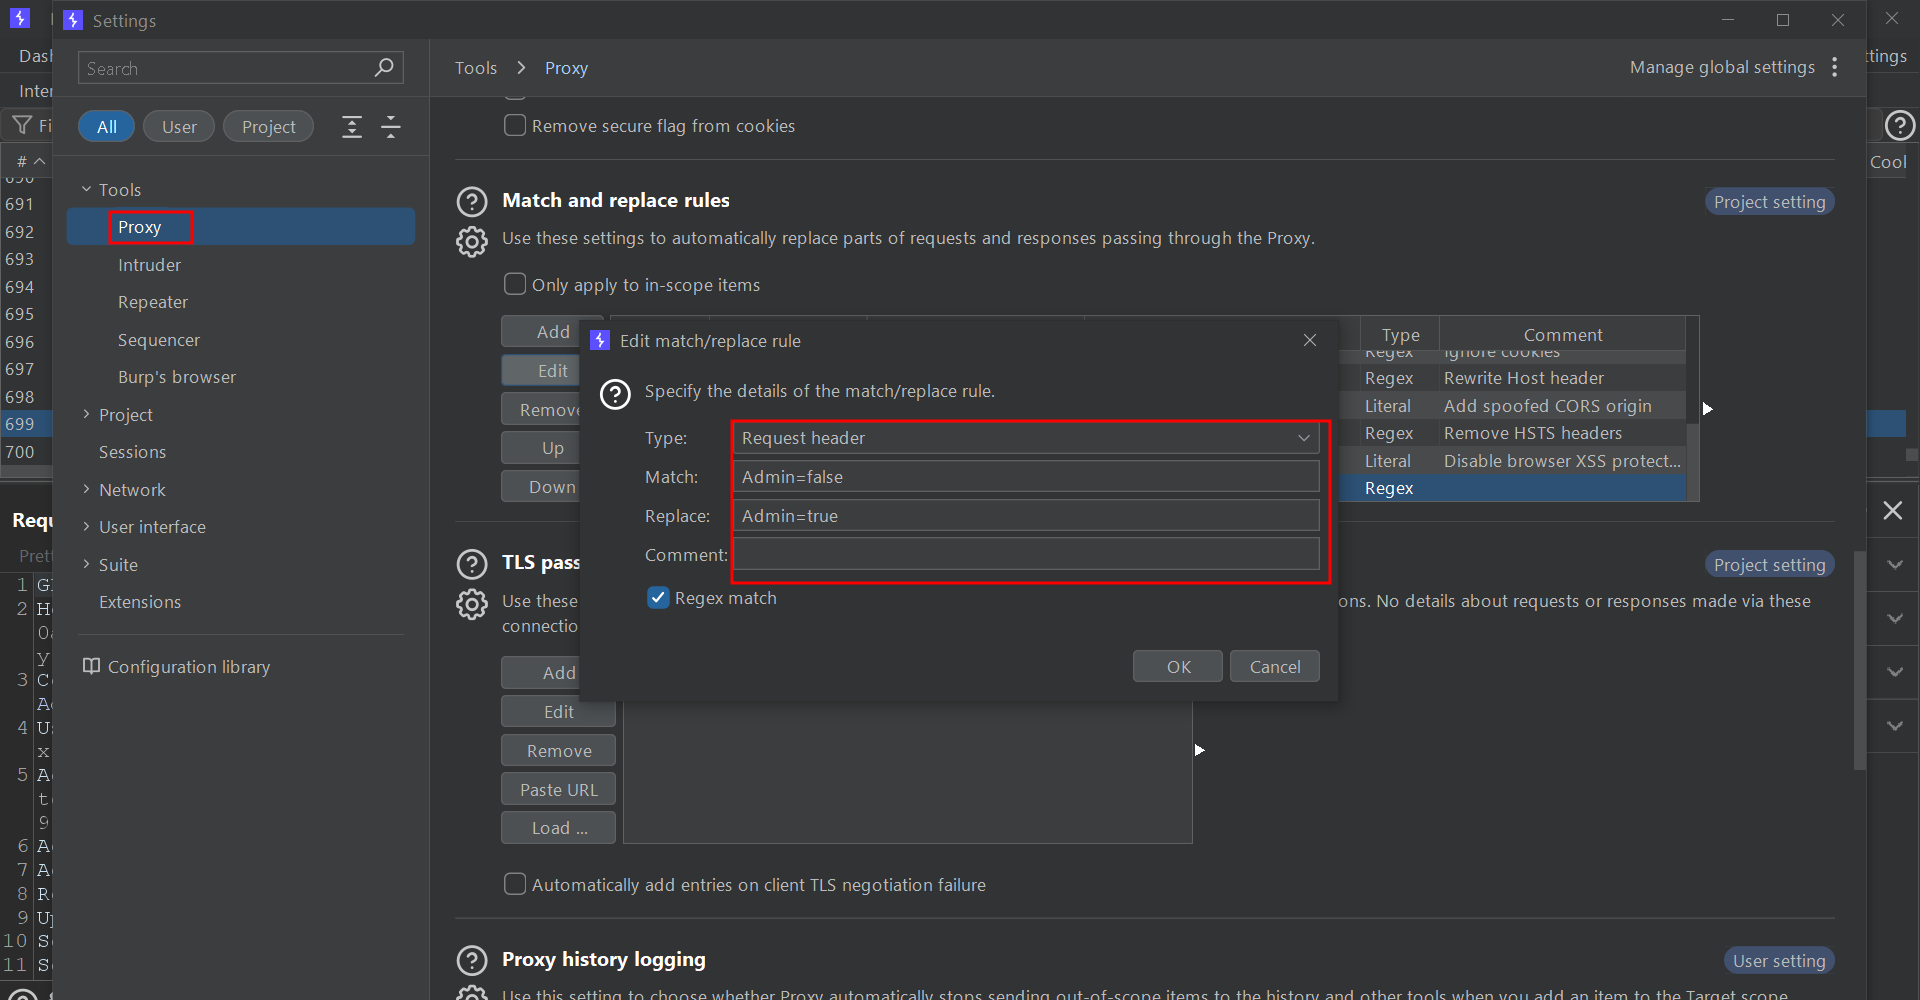 Settings
Search
Tools > Proxy
Manage global settings
All
User
Project
Tools
Proxy
Intruder
Repeater
Sequencer
Burp's browser
Project
Sessions
Network
User interface
Suite
Extensions
Configuration library
#
691
692
693
694
695
696
697
698
699
700
1
2
3
4
5
6
7
8
9
10
11
Remove secure flag from cookies
Match and replace rules
Project setting
Use these settings to automatically replace parts of requests and responses passing through the Proxy.
Only apply to in-scope items
Add
Edit
Remove
Up
Down
Type
Comment
Regex Ignore cookies
Regex Rewrite Host header
Literal Add spoofed CORS origin
Regex Remove HSTS headers
Literal Disable browser XSS protect...
Regex
Edit match/replace rule
Specify the details of the match/replace rule.
Type: Request header
Match: Admin=false
Replace: Admin=true
Comment:
Regex match
OK
Cancel
TLS pass
Project setting
Use these
ons. No details about requests or responses made via these
connectio
Add
Edit
Remove
Paste URL
Load ...
Automatically add entries on client TLS negotiation failure
Proxy history logging
User setting
Use this setting to choose whether Proxy automatically stops sending out-of-scope items to the history and other tools when you add an item to the Target scope.